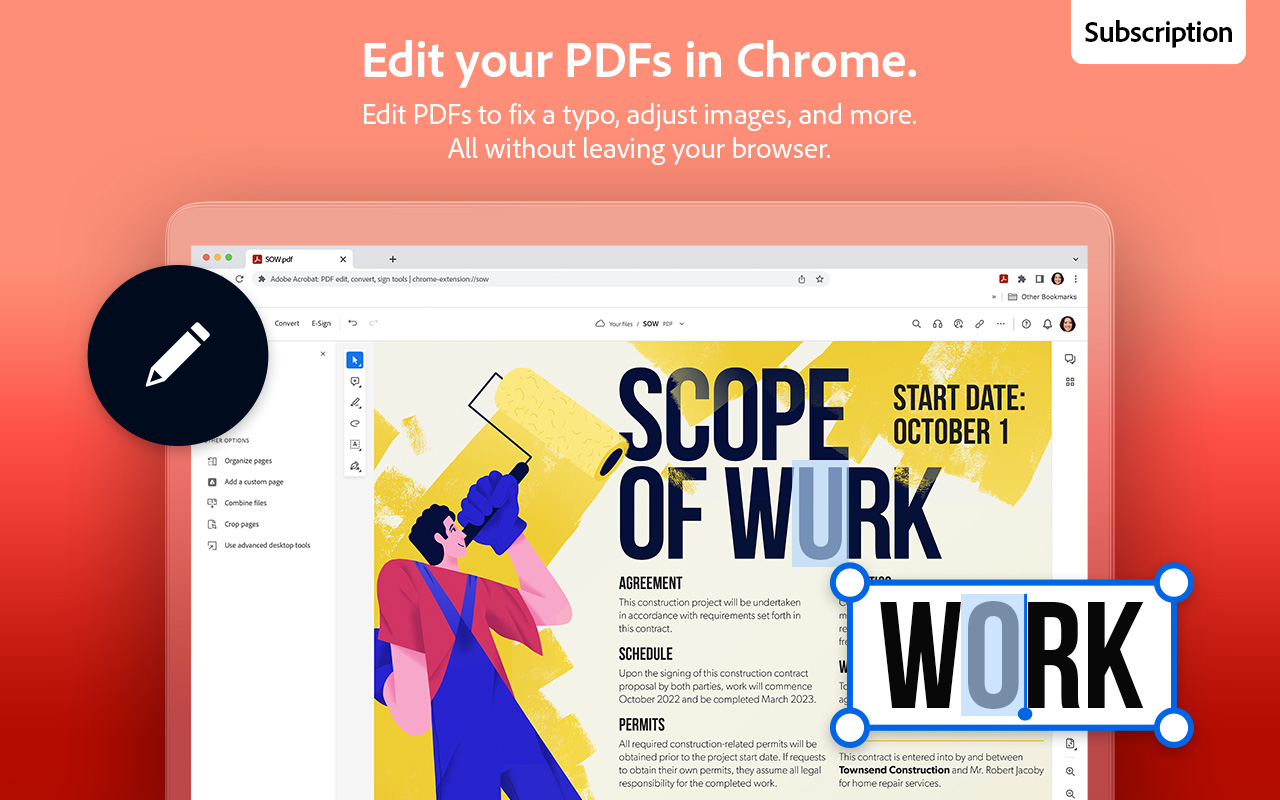 Subscription
Edit your PDFs in Chrome.
Edit PDFs to fix a typo, adjust images, and more.
All without leaving your browser.
SOW.pdf
Adobe Acrobat: PDF edit, convert, sign tools | chrome-extension://sow
» Other Bookmarks
Convert E-Sign
Your files / SOW PDF
OTHER OPTIONS
Organize pages
Add a custom page
Combine files
Crop pages
Use advanced desktop tools
SCOPE
OF WURK
START DATE:
OCTOBER 1
AGREEMENT
This construction project will be undertaken
in accordance with requirements set forth in
this contract.
SCHEDULE
Upon the signing of this construction contract
proposal by both parties, work will commence
October 2022 and be completed March 2023.
PERMITS
All required construction-related permits will be
obtained prior to the project start date. If requests
to obtain their own permits, they assume all legal
responsibility for the completed work.
WORK
This contract is entered into by and between
Townsend Construction and Mr. Robert Jacoby
for home repair services.